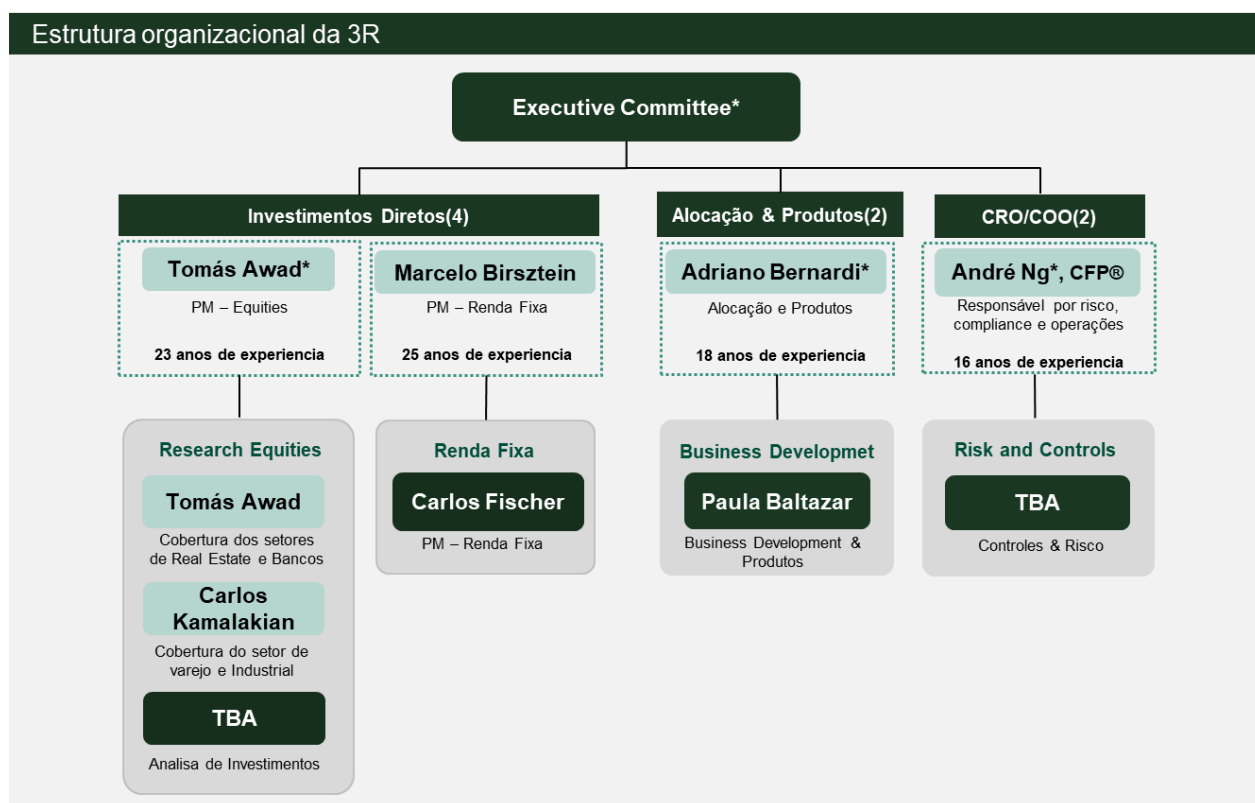 Estrutura organizacional da 3R
Executive Committee*
Investimentos Diretos(4)
Tomás Awad*
PM – Equities
23 anos de experiencia
Marcelo Birsztein
PM – Renda Fixa
25 anos de experiencia
Alocação & Produtos(2)
Adriano Bernardi*
Alocação e Produtos
18 anos de experiencia
CRO/COO(2)
André Ng*, CFP®
Responsável por risco,
compliance e operações
16 anos de experiencia
Research Equities
Tomás Awad
Cobertura dos setores
de Real Estate e Bancos
Carlos
Kamalakian
Cobertura do setor de
varejo e Industrial
TBA
Analisa de Investimentos
Renda Fixa
Carlos Fischer
PM – Renda Fixa
Business Developmet
Paula Baltazar
Business Development &
Produtos
Risk and Controls
TBA
Controles & Risco